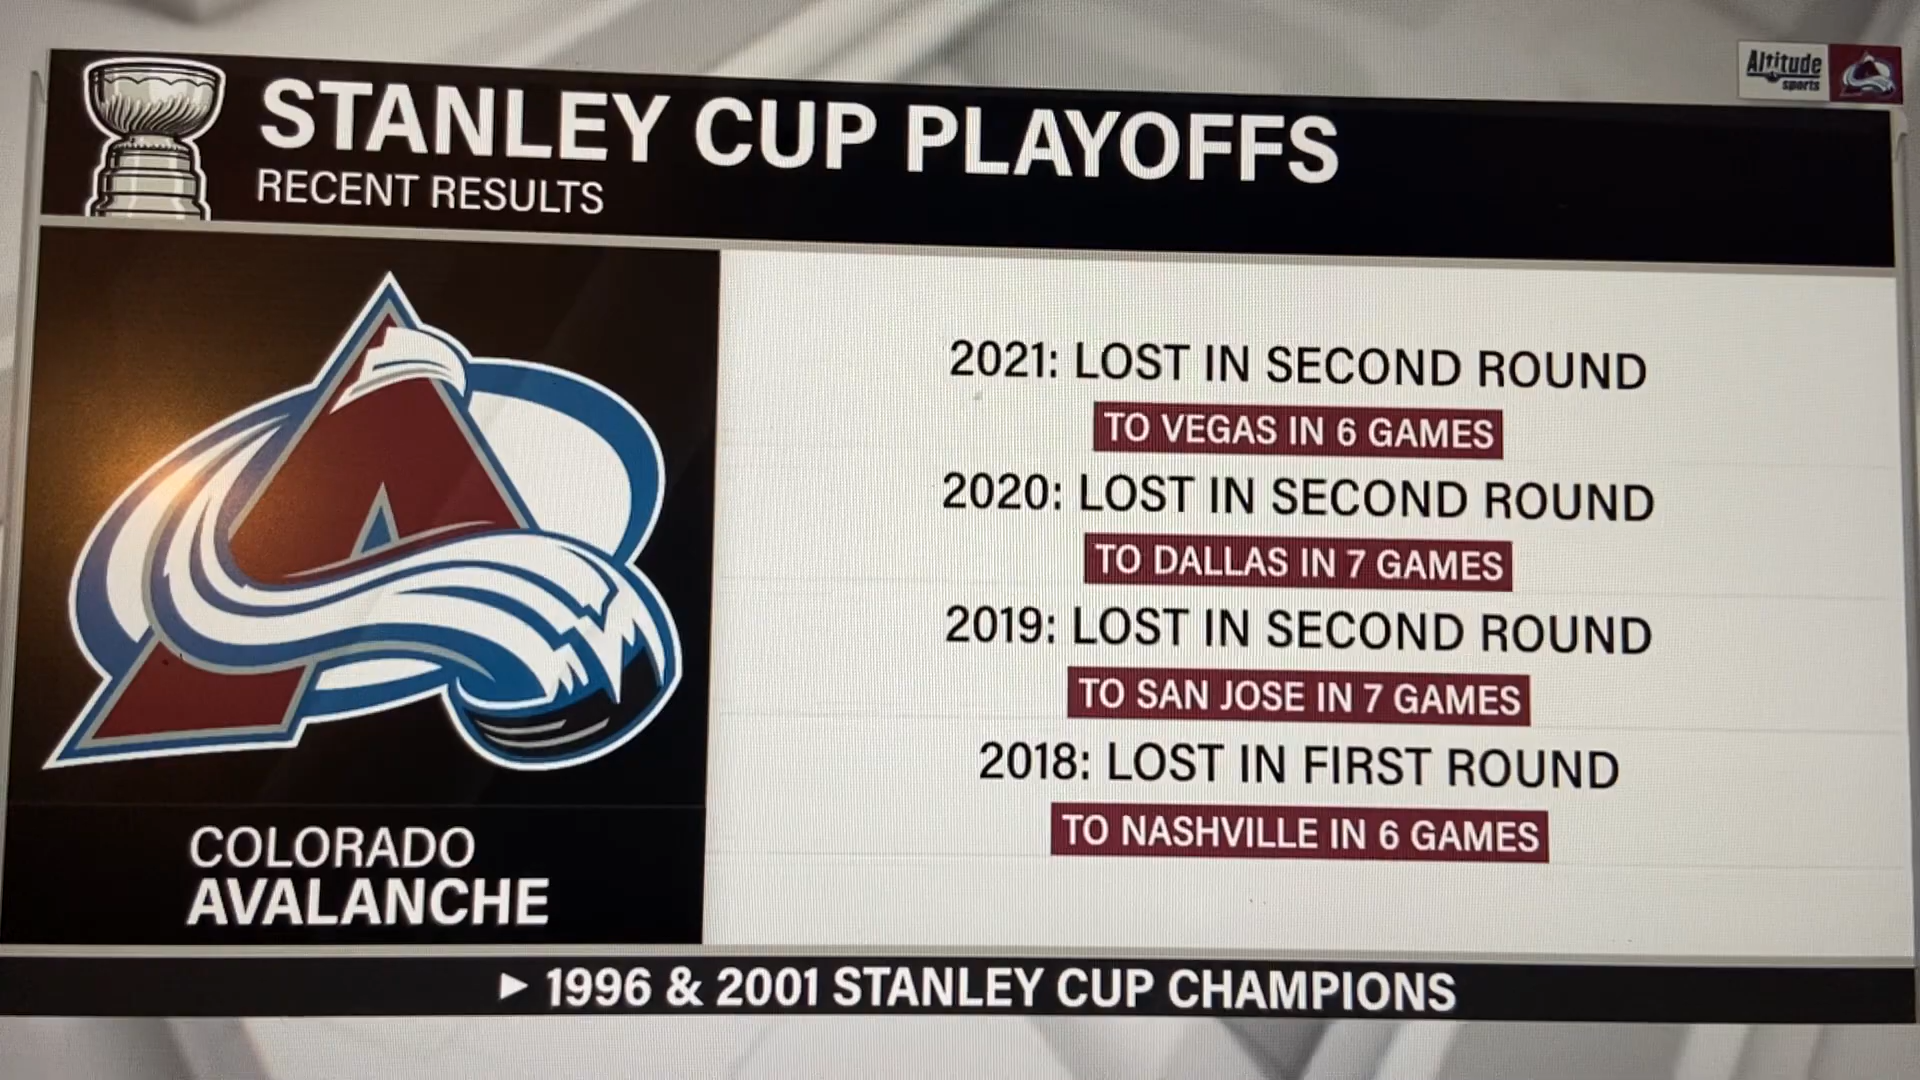 Altitude
sports
STANLEY CUP PLAYOFFS
RECENT RESULTS
2021: LOST IN SECOND ROUND
TO VEGAS IN 6 GAMES
2020: LOST IN SECOND ROUND
TO DALLAS IN 7 GAMES
2019: LOST IN SECOND ROUND
TO SAN JOSE IN 7 GAMES
2018: LOST IN FIRST ROUND
TO NASHVILLE IN 6 GAMES
COLORADO
AVALANCHE
► 1996 & 2001 STANLEY CUP CHAMPIONS